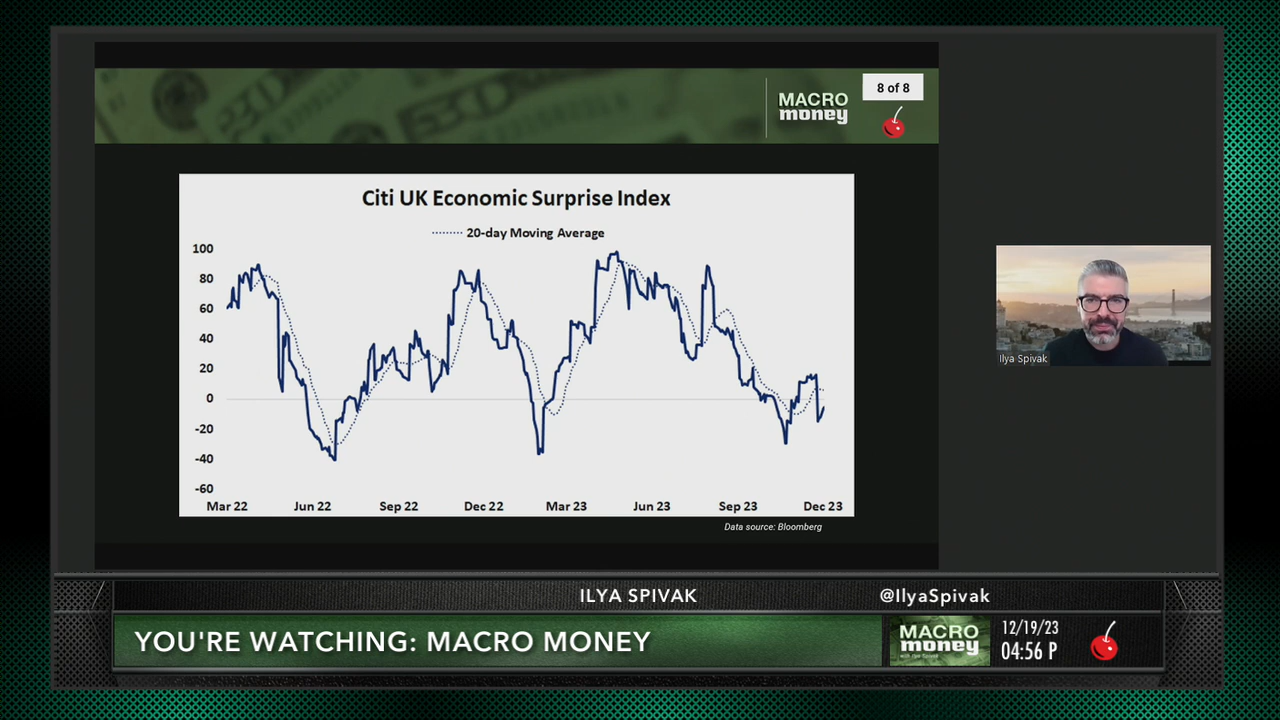 MACRO
money
8 of 8
Citi UK Economic Surprise Index
20-day Moving Average
100
80
60
40
20
0
-20
-40
-60
Mar 22 Jun 22 Sep 22 Dec 22 Mar 23 Jun 23 Sep 23 Dec 23
Data source: Bloomberg
Ilya Spivak
ILYA SPIVAK @IlyaSpivak
YOU'RE WATCHING: MACRO MONEY
MACRO
money
with Ilya Spivak
12/19/23
04:56 P